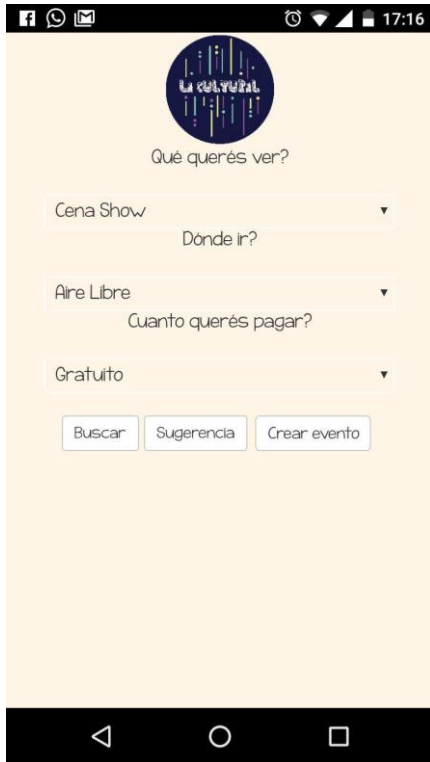 17:16
LA CULTURAL
Qué querés ver?
Cena Show
Dónde ir?
Aire Libre
Cuanto querés pagar?
Gratuito
Buscar Sugerencia Crear evento